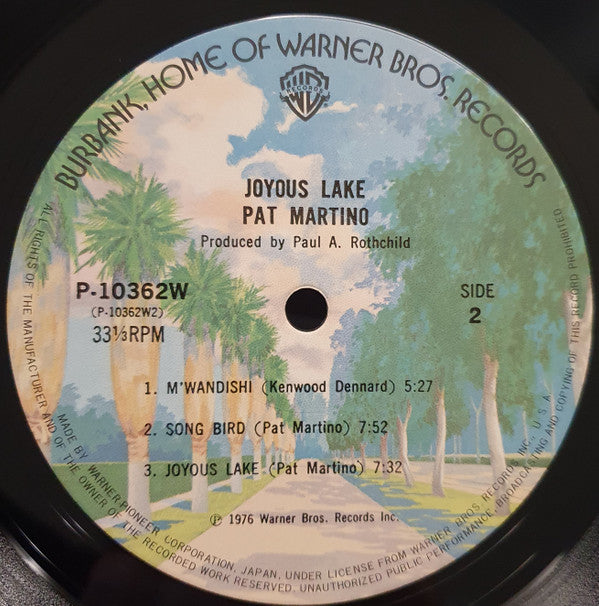 BURBANK, HOME OF WARNER BROS. RECORDS
RECORDS
JOYOUS LAKE
PAT MARTINO
Produced by Paul A. Rothchild
P-10362W
(P-10362W2)
33⅓RPM
SIDE
2
1. M'WANDISHI (Kenwood Dennard) 5:27
2. SONG BIRD (Pat Martino) 7:52
3. JOYOUS LAKE (Pat Martino) 7:32
℗ 1976 Warner Bros. Records Inc.
MADE BY WARNER-PIONEER CORPORATION, JAPAN, UNDER LICENSE FROM WARNER BROS RECORDS INC., U.S.A.
ALL RIGHTS OF THE MANUFACTURER AND OF THE OWNER OF THE RECORDED WORK RESERVED. UNAUTHORIZED PUBLIC PERFORMANCE, BROADCASTING AND COPYING OF THIS RECORD PROHIBITED